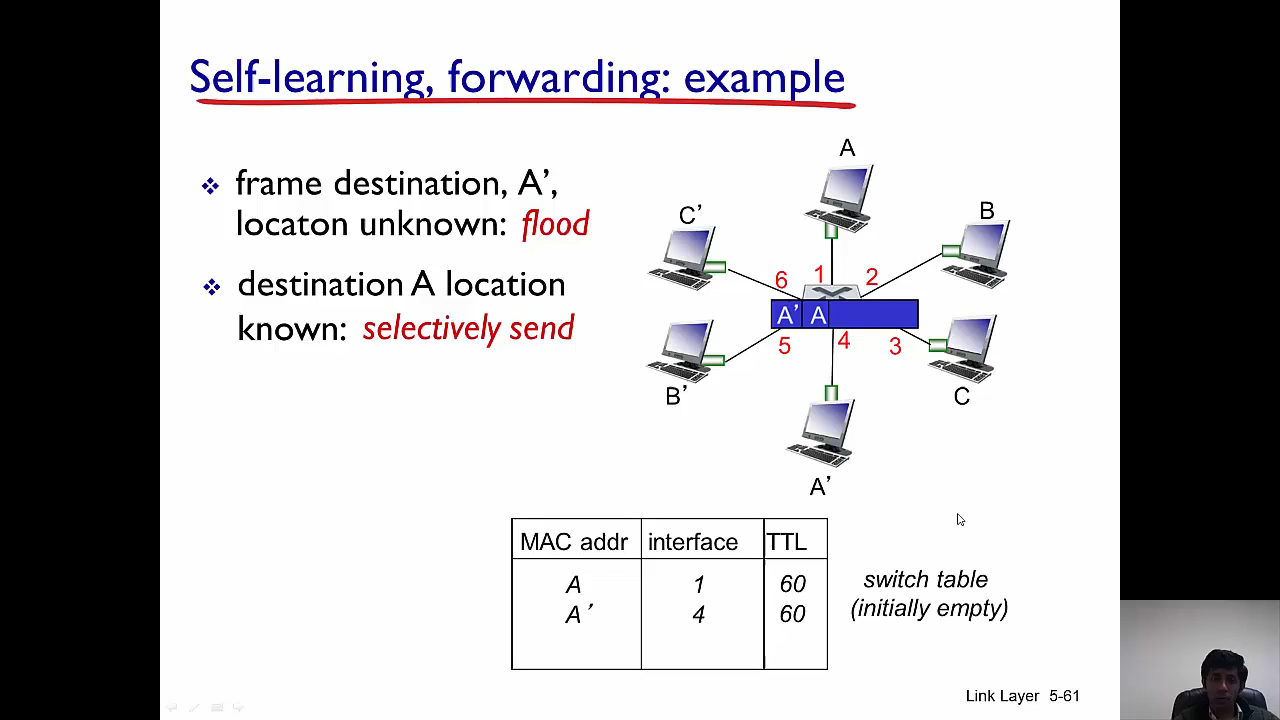 Self-learning, forwarding: example
frame destination, A’,
locaton unknown: flood
destination A location
known: selectively send
A
B
C’
6
1
2
A’ A
5
4
3
B’
C
A’
MAC addr interface TTL
A 1 60
A’ 4 60
switch table
(initially empty)
Link Layer 5-61